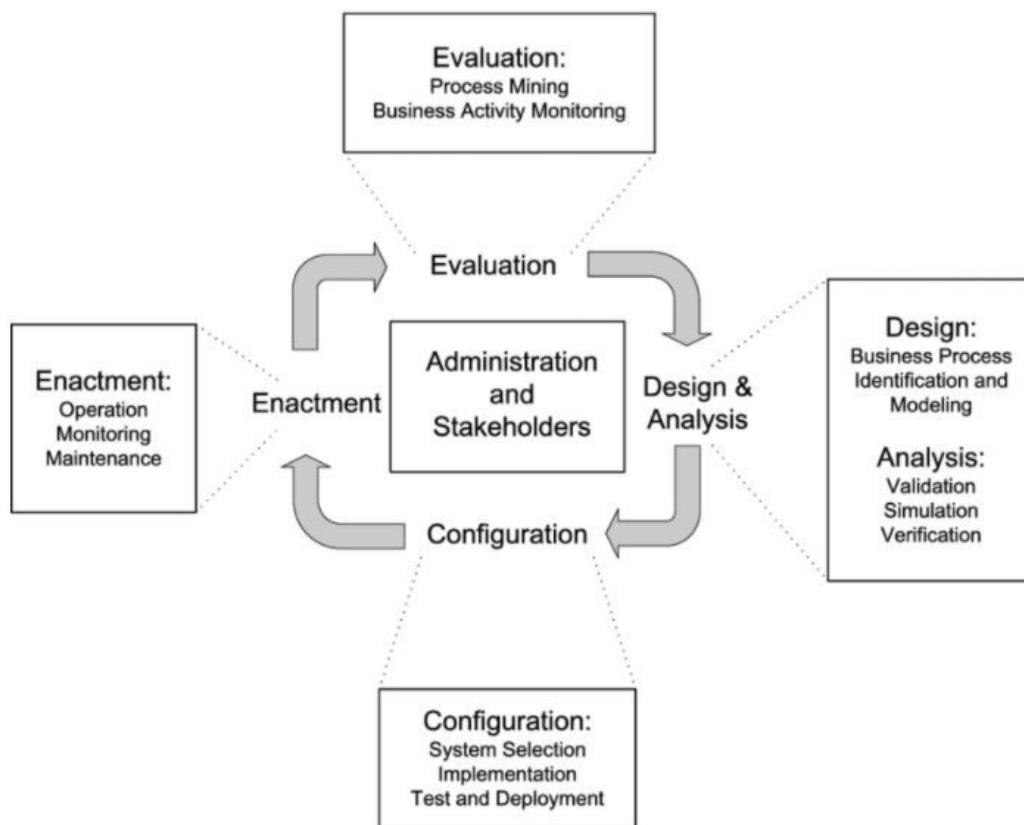 Evaluation:
Process Mining
Business Activity Monitoring
Evaluation
Administration
and
Stakeholders
Design &
Analysis
Design:
Business Process
Identification and
Modeling
Analysis:
Validation
Simulation
Verification
Enactment:
Operation
Monitoring
Maintenance
Enactment
Configuration
Configuration:
System Selection
Implementation
Test and Deployment